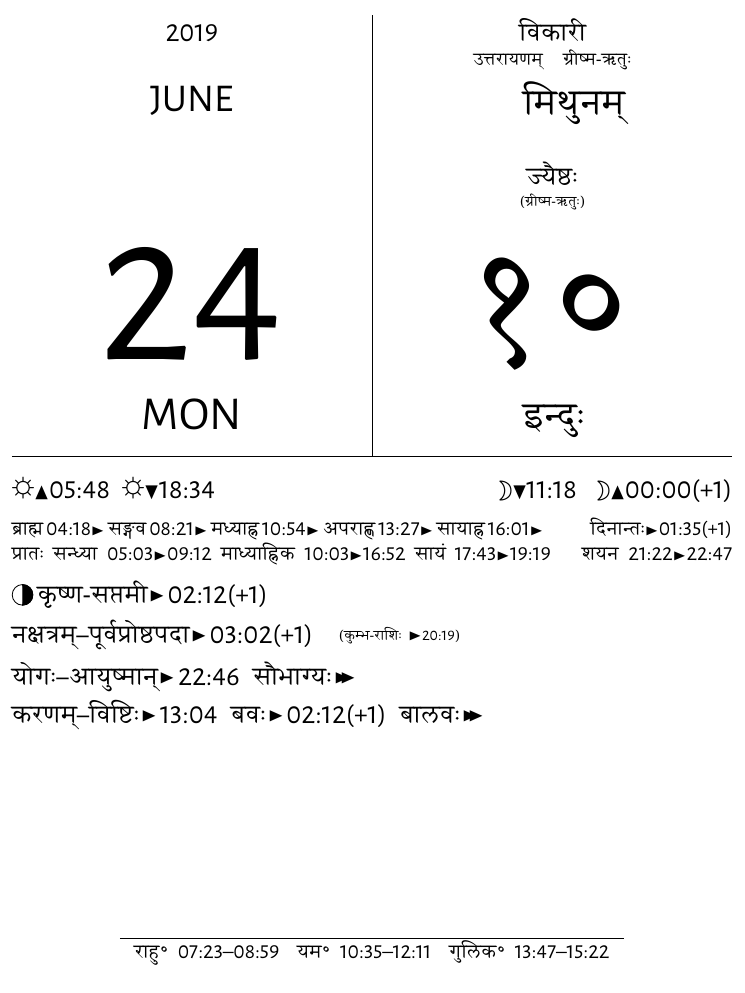 2019
JUNE
24
MON
विकारी
उत्तरायणम् ग्रीष्म-ऋतुः
मिथुनम्
ज्यैष्ठः
(ग्रीष्म-ऋतुः)
१०
इन्दुः
☼▲05:48 ☼▼18:34 ☽▼11:18 ☽▲00:00(+1)
ब्राह्म 04:18► सङ्गव 08:21► मध्याह्न 10:54► अपराह्ण 13:27► सायाह्न 16:01► दिनान्तः►01:35(+1)
प्रातः सन्ध्या 05:03►09:12 माध्याह्निक 10:03►16:52 सायं 17:43►19:19 शयन 21:22►22:47
◑ कृष्ण-सप्तमी► 02:12(+1)
नक्षत्रम्–पूर्वप्रोष्ठपदा► 03:02(+1) (कुम्भ-राशिः ►20:19)
योगः–आयुष्मान्► 22:46 सौभाग्यः►►
करणम्–विष्टिः► 13:04 बवः► 02:12(+1) बालवः►►
राहु॰ 07:23–08:59 यम॰ 10:35–12:11 गुलिक॰ 13:47–15:22